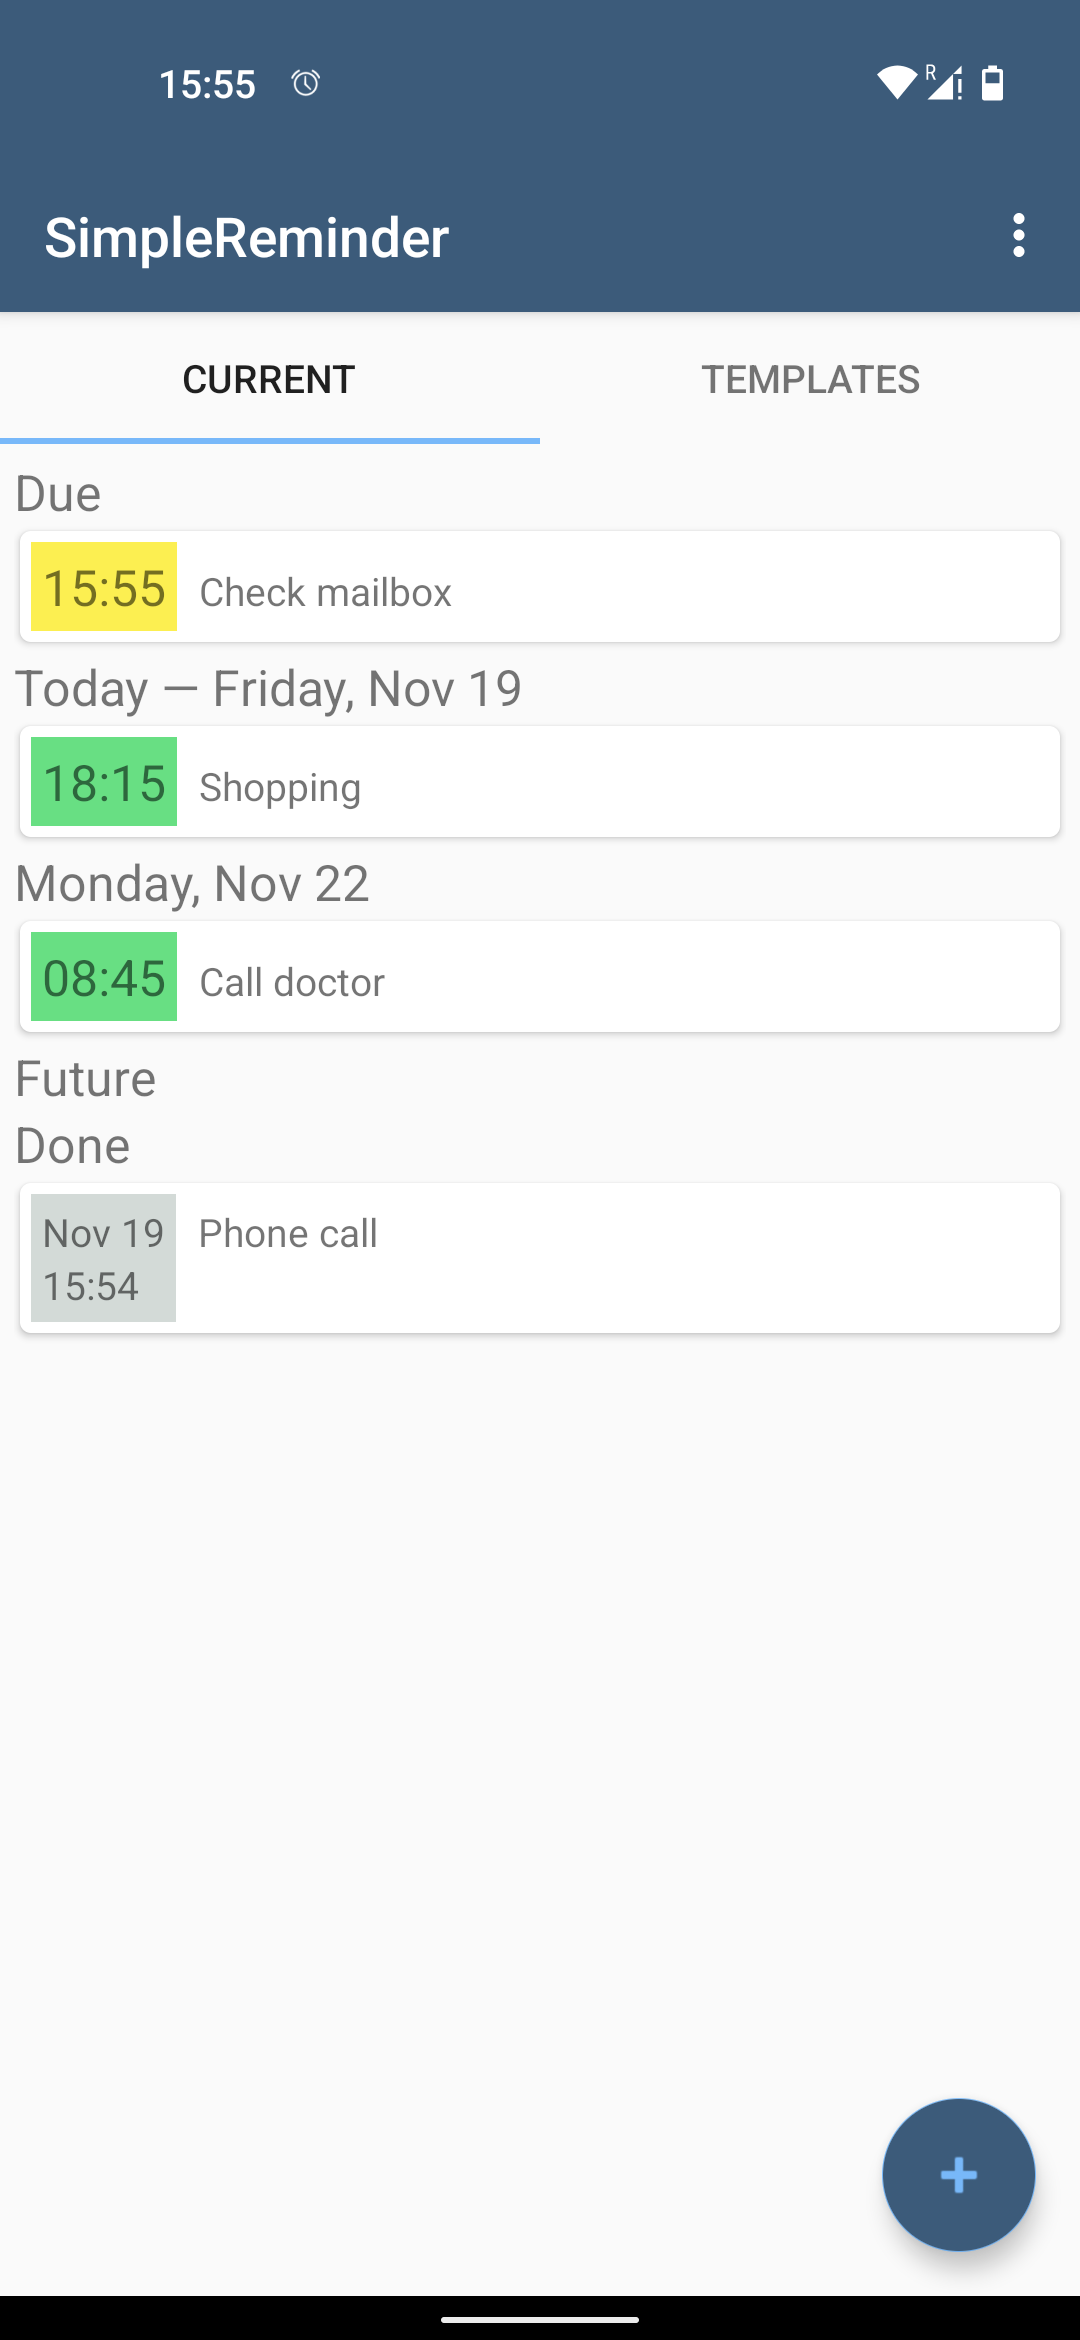 15:55
R
SimpleReminder
CURRENT
TEMPLATES
Due
15:55 Check mailbox
Today — Friday, Nov 19
18:15 Shopping
Monday, Nov 22
08:45 Call doctor
Future
Done
Nov 19 Phone call
15:54